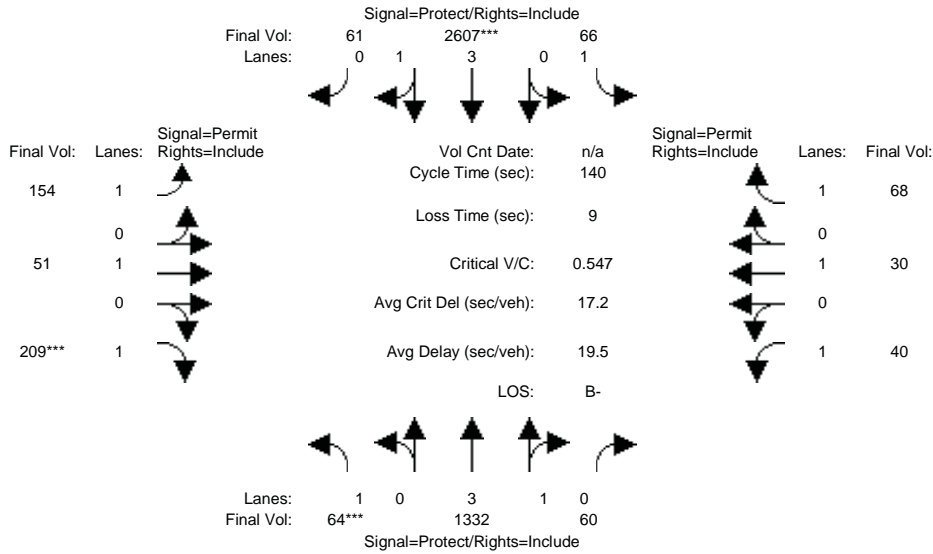 Signal=Protect/Rights=Include
Final Vol: 61 2607*** 66
Lanes: 0 1 3 0 1
Signal=Permit Signal=Permit
Final Vol: Lanes: Rights=Include Vol Cnt Date: n/a Rights=Include Lanes: Final Vol:
Cycle Time (sec): 140
154 1 1 68
Loss Time (sec): 9
0 0
51 1 Critical V/C: 0.547 1 30
0 Avg Crit Del (sec/veh): 17.2 0
209*** 1 Avg Delay (sec/veh): 19.5 1 40
LOS: B-
Lanes: 1 0 3 1 0
Final Vol: 64*** 1332 60
Signal=Protect/Rights=Include